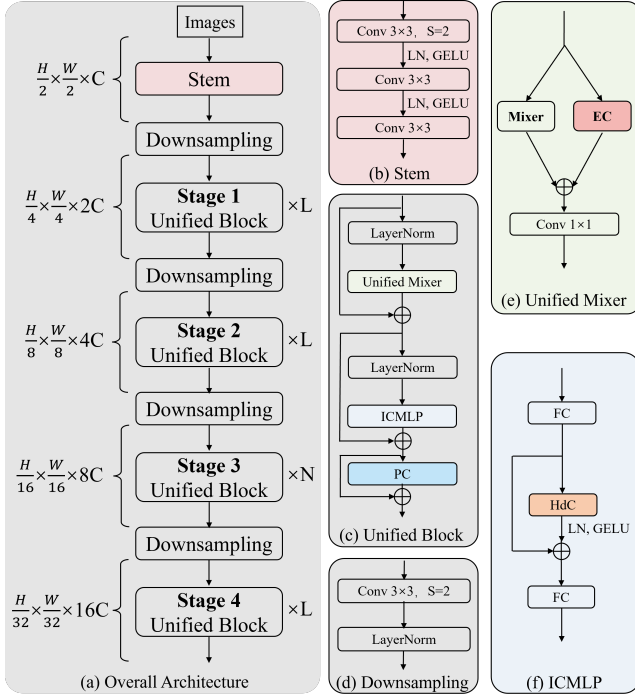 Images
H/2 × W/2 × C
Stem
Downsampling
H/4 × W/4 × 2C
Stage 1
Unified Block
×L
Downsampling
H/8 × W/8 × 4C
Stage 2
Unified Block
×L
Downsampling
H/16 × W/16 × 8C
Stage 3
Unified Block
×N
Downsampling
H/32 × W/32 × 16C
Stage 4
Unified Block
×L
(a) Overall Architecture
Conv 3×3, S=2
LN, GELU
Conv 3×3
LN, GELU
Conv 3×3
(b) Stem
LayerNorm
Unified Mixer
LayerNorm
ICMLP
PC
(c) Unified Block
Conv 3×3, S=2
LayerNorm
(d) Downsampling
Mixer
EC
Conv 1×1
(e) Unified Mixer
FC
HdC
LN, GELU
FC
(f) ICMLP